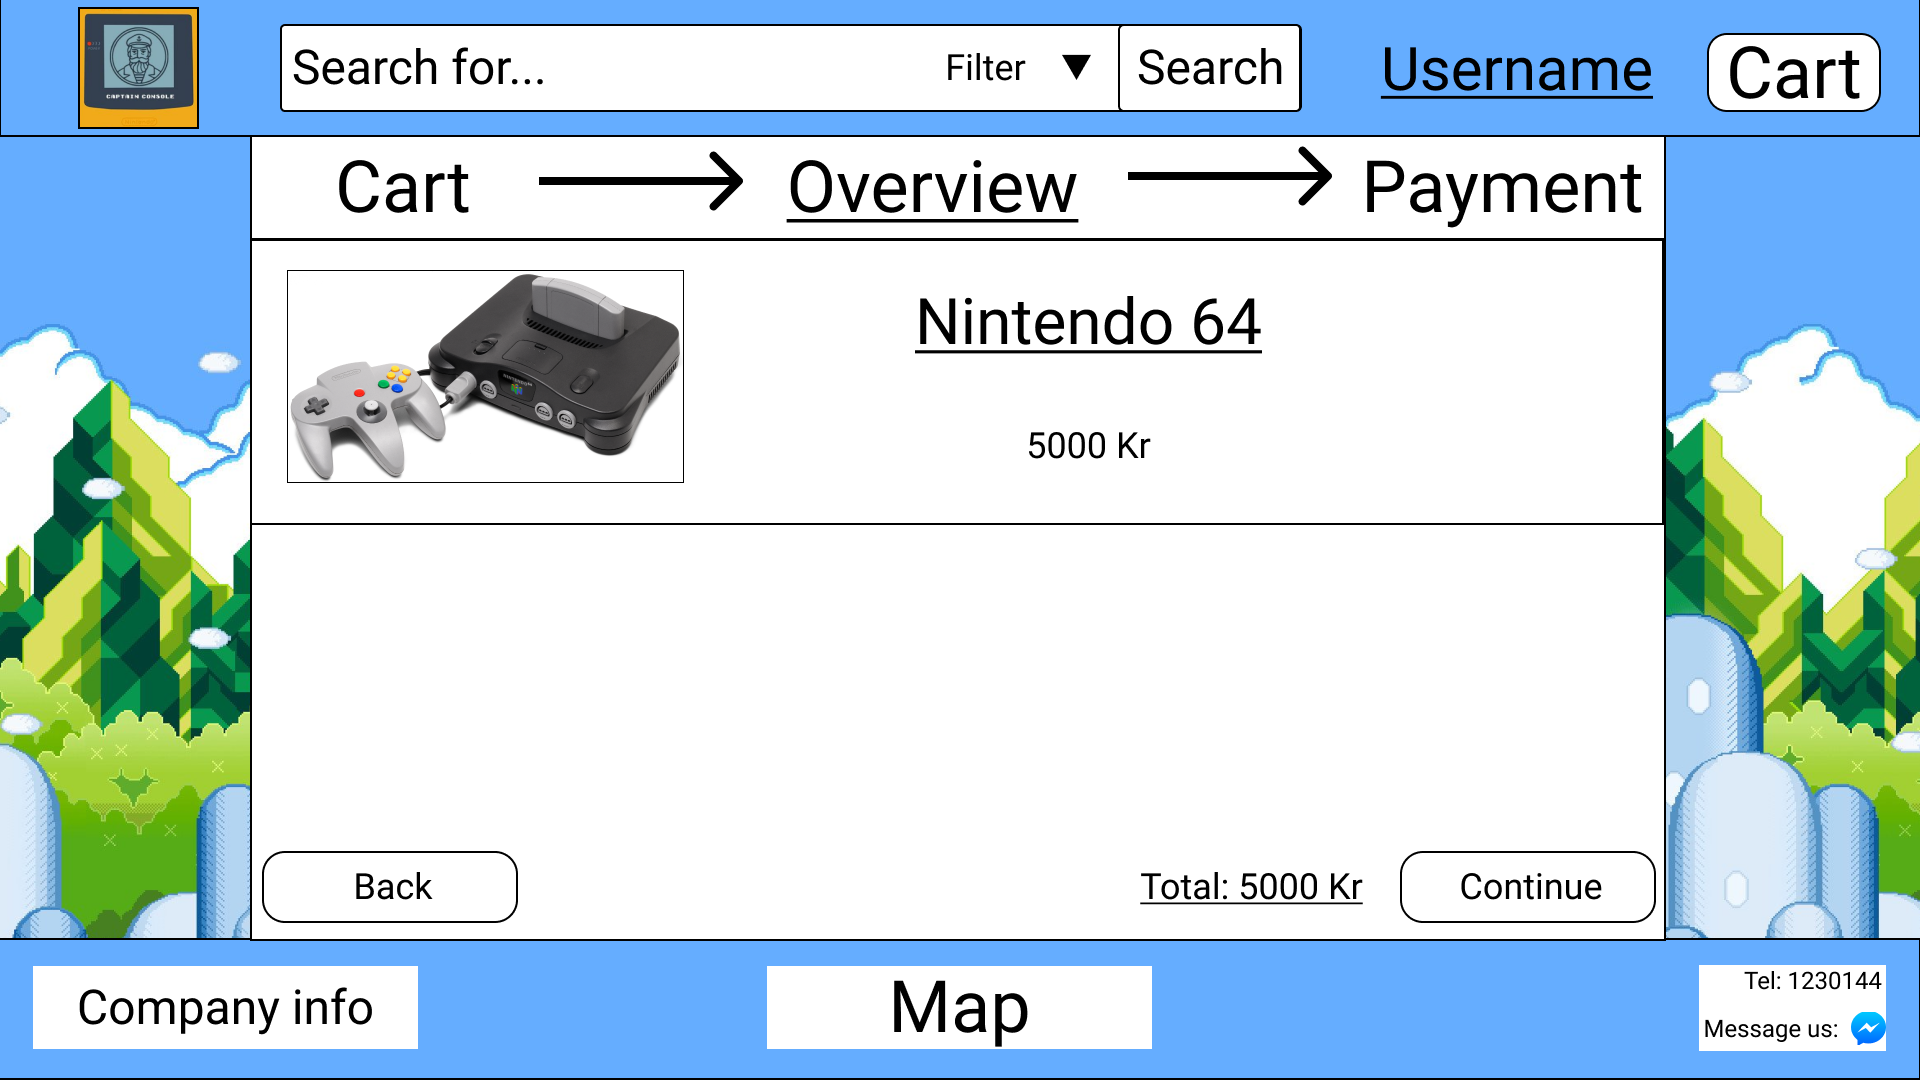 CAPTAIN CONSOLE
Search for...
Filter
Search
Username
Cart
Cart
Overview
Payment
Nintendo 64
5000 Kr
Back
Total: 5000 Kr
Continue
Company info
Map
Tel: 1230144
Message us: